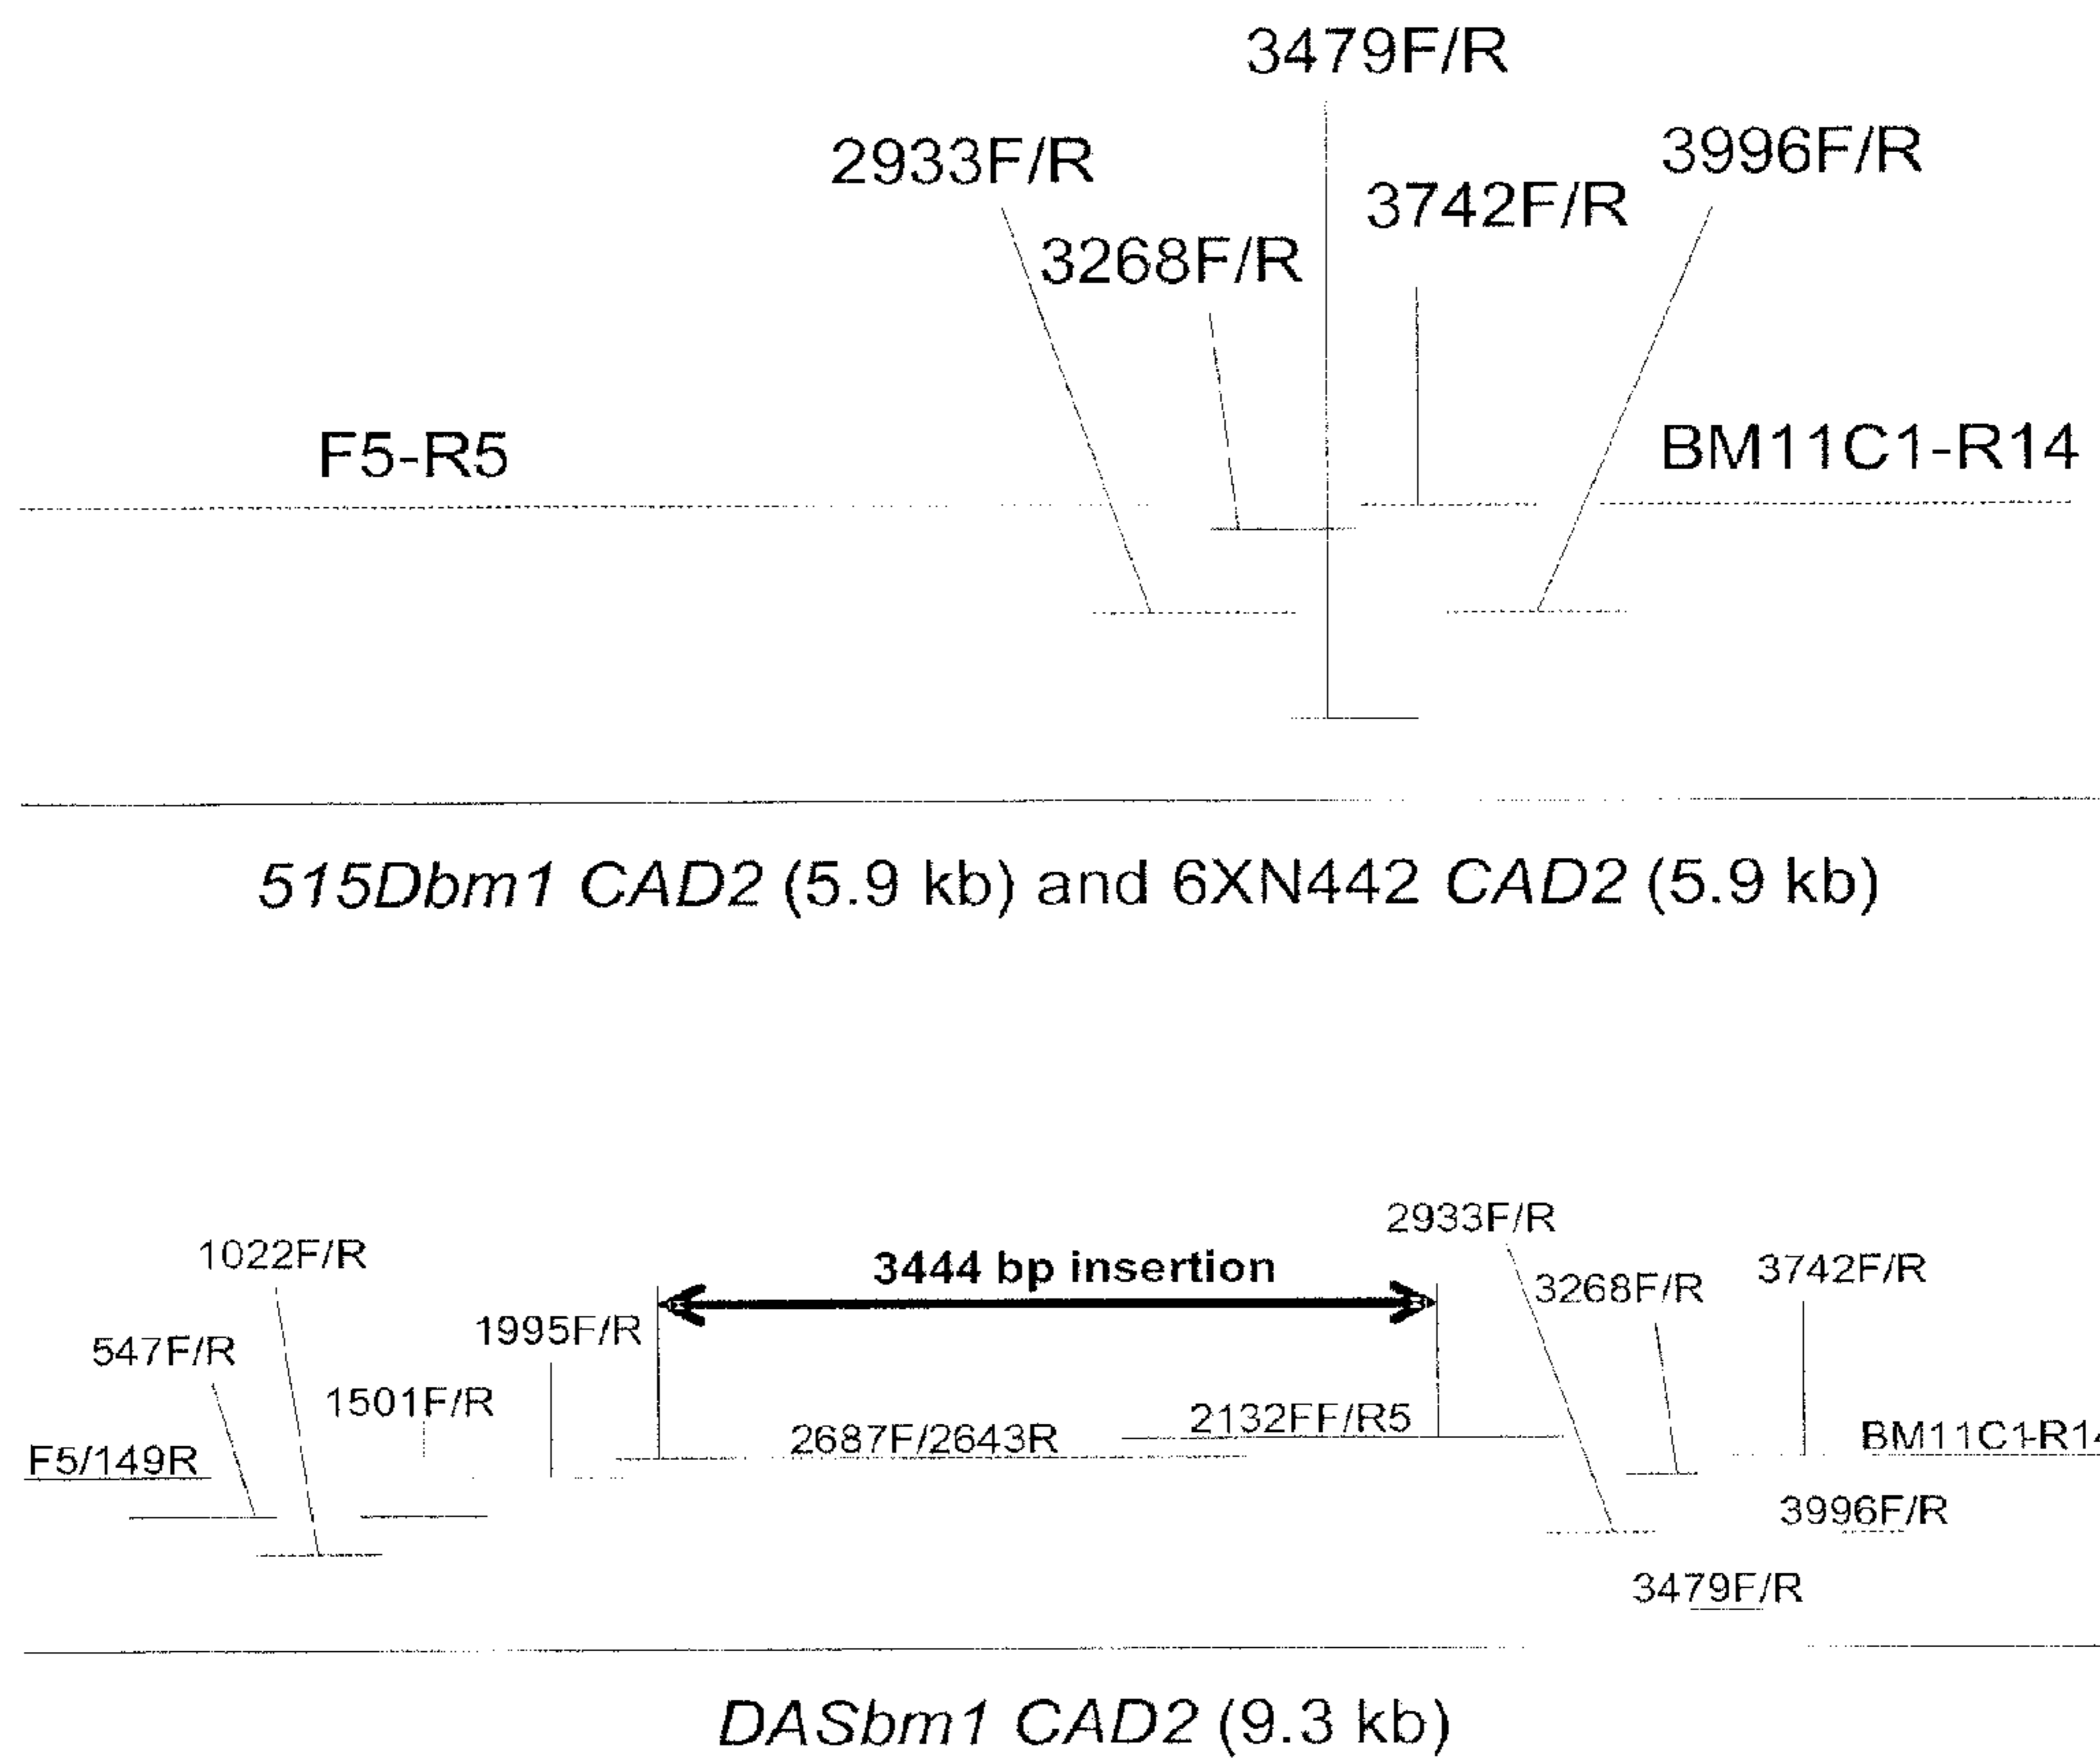 3479F/R
2933F/R
3996F/R
3742F/R
3268F/R
F5-R5
BM11C1-R14
515Dbm1 CAD2 (5.9 kb) and 6XN442 CAD2 (5.9 kb)
2933F/R
1022F/R
3444 bp insertion
3742F/R
3268F/R
1995F/R
547F/R
1501F/R
2132FF/R5
2687F/2643R
BM11C1-R14
F5/149R
3996F/R
3479F/R
DASbm1 CAD2 (9.3 kb)